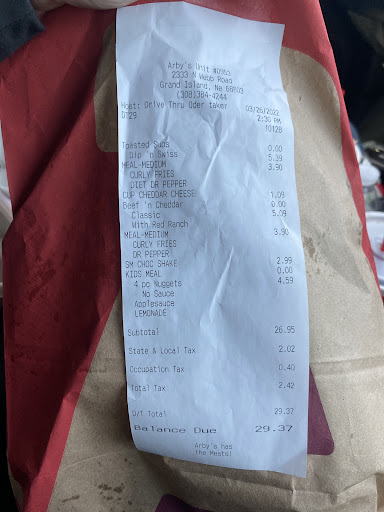 Arby's Unit #0963
2333 N Webb Road
Grand Island, Ne 68803
(308)384-4244
Host: Drive Thru Oder taker 03/26/2022
DT29 2:30 PM
10128
Toasted Subs 0.00
Dip 'n Swiss 5.39
MEAL-MEDIUM 3.90
CURLY FRIES
DIET DR PEPPER
CUP CHEDDAR CHEESE 1.09
Beef 'n Cheddar 0.00
Classic 5.09
With Red Ranch
MEAL-MEDIUM 3.90
CURLY FRIES
DR PEPPER
SM CHOC SHAKE 2.99
KIDS MEAL 0.00
4 pc Nuggets 4.59
No Sauce
Applesauce
LEMONADE
Subtotal 26.95
State & Local Tax 2.02
Occupation Tax 0.40
Total Tax 2.42
D/T Total 29.37
Balance Due 29.37
Arby's has
the Meats!